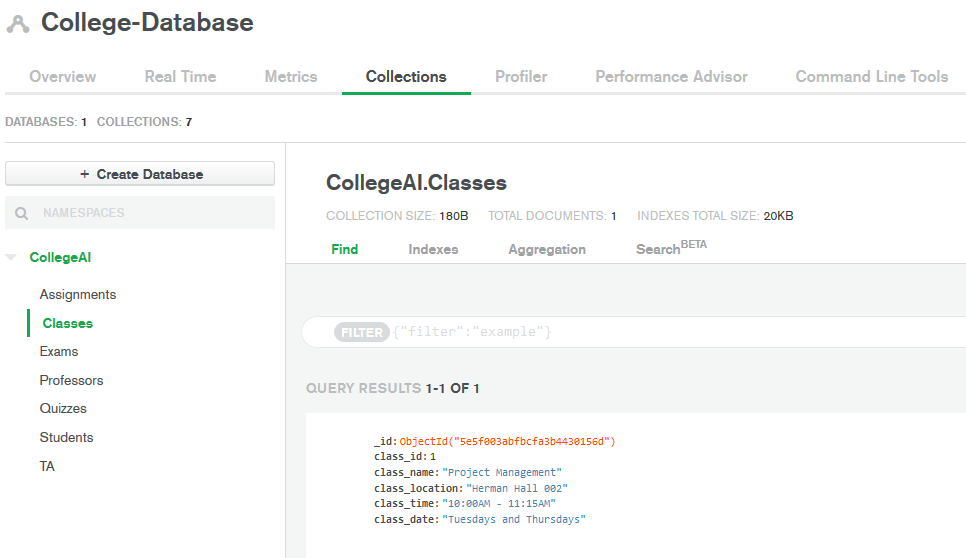 College-Database
Overview Real Time Metrics Collections Profiler Performance Advisor Command Line Tools
DATABASES: 1 COLLECTIONS: 7
+ Create Database
NAMESPACES
CollegeAI
Assignments
Classes
Exams
Professors
Quizzes
Students
TA
CollegeAI.Classes
COLLECTION SIZE: 180B TOTAL DOCUMENTS: 1 INDEXES TOTAL SIZE: 20KB
Find Indexes Aggregation SearchBETA
FILTER {"filter":"example"}
QUERY RESULTS 1-1 OF 1
_id:ObjectId("5e5f003abfbcfa3b4430156d")
class_id:1
class_name:"Project Management"
class_location:"Herman Hall 002"
class_time:"10:00AM - 11:15AM"
class_date:"Tuesdays and Thursdays"